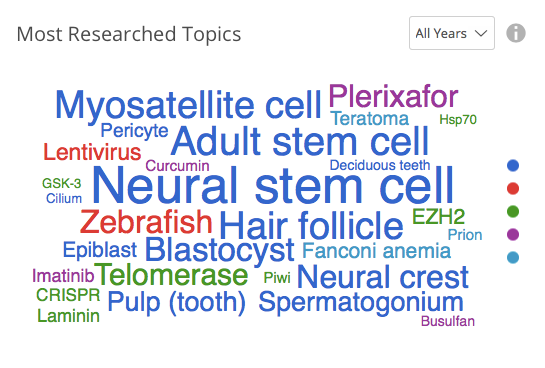 Most Researched Topics
All Years
Myosatellite cell
Plerixafor
Teratoma
Hsp70
Pericyte
Adult stem cell
Lentivirus
Curcumin
Deciduous teeth
GSK-3
Neural stem cell
Cilium
Zebrafish
Hair follicle
EZH2
Prion
Epiblast
Blastocyst
Fanconi anemia
Imatinib
Telomerase
Piwi
Neural crest
CRISPR
Pulp (tooth)
Spermatogonium
Laminin
Busulfan